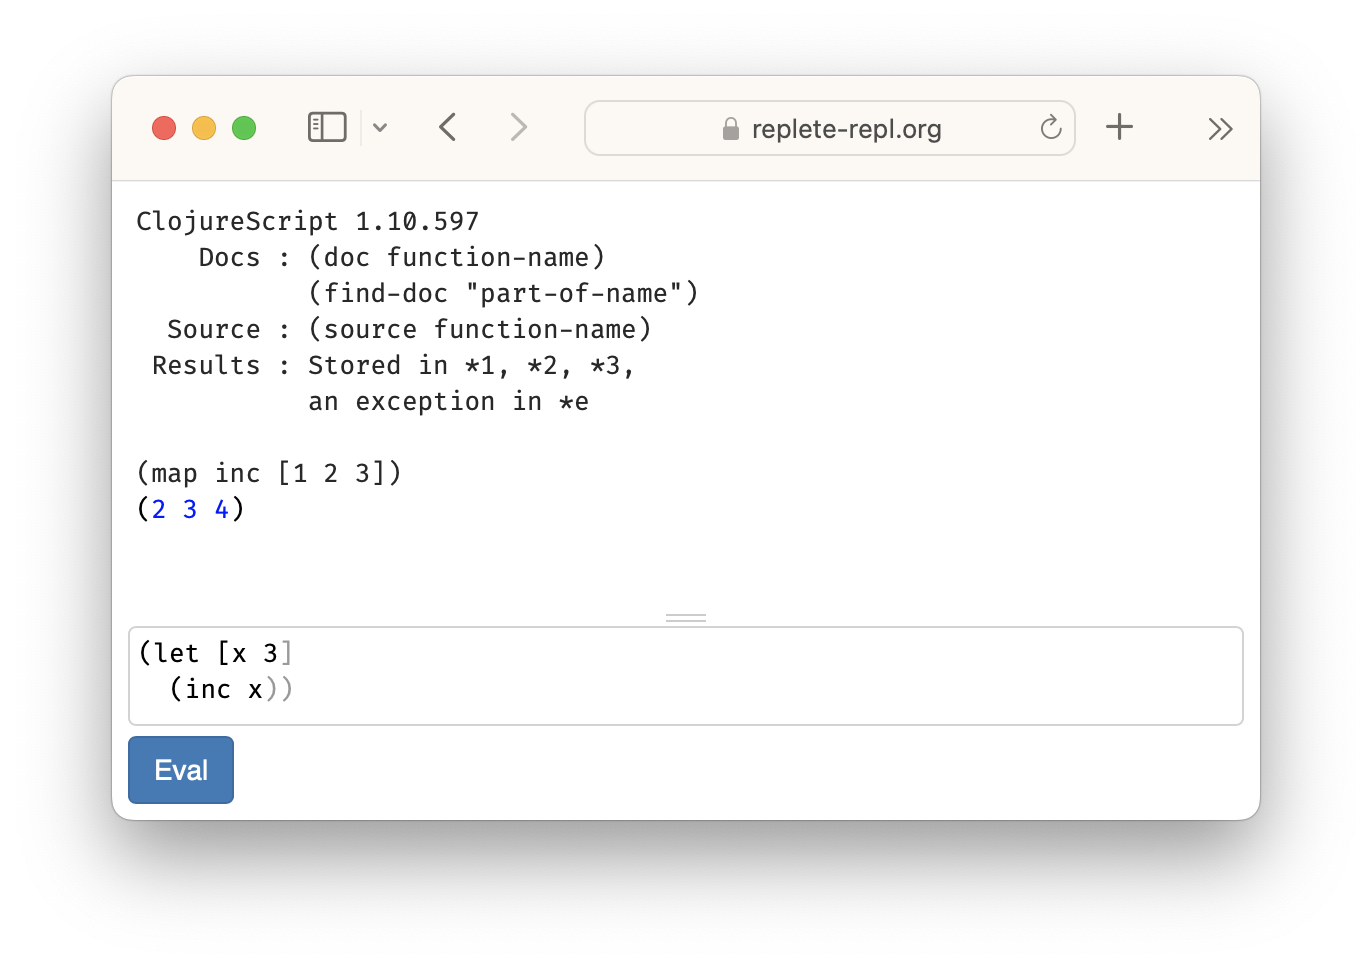 replete-repl.org
ClojureScript 1.10.597
    Docs : (doc function-name)
           (find-doc "part-of-name")
  Source : (source function-name)
 Results : Stored in *1, *2, *3,
           an exception in *e
(map inc [1 2 3])
(2 3 4)
(let [x 3]
  (inc x))
Eval